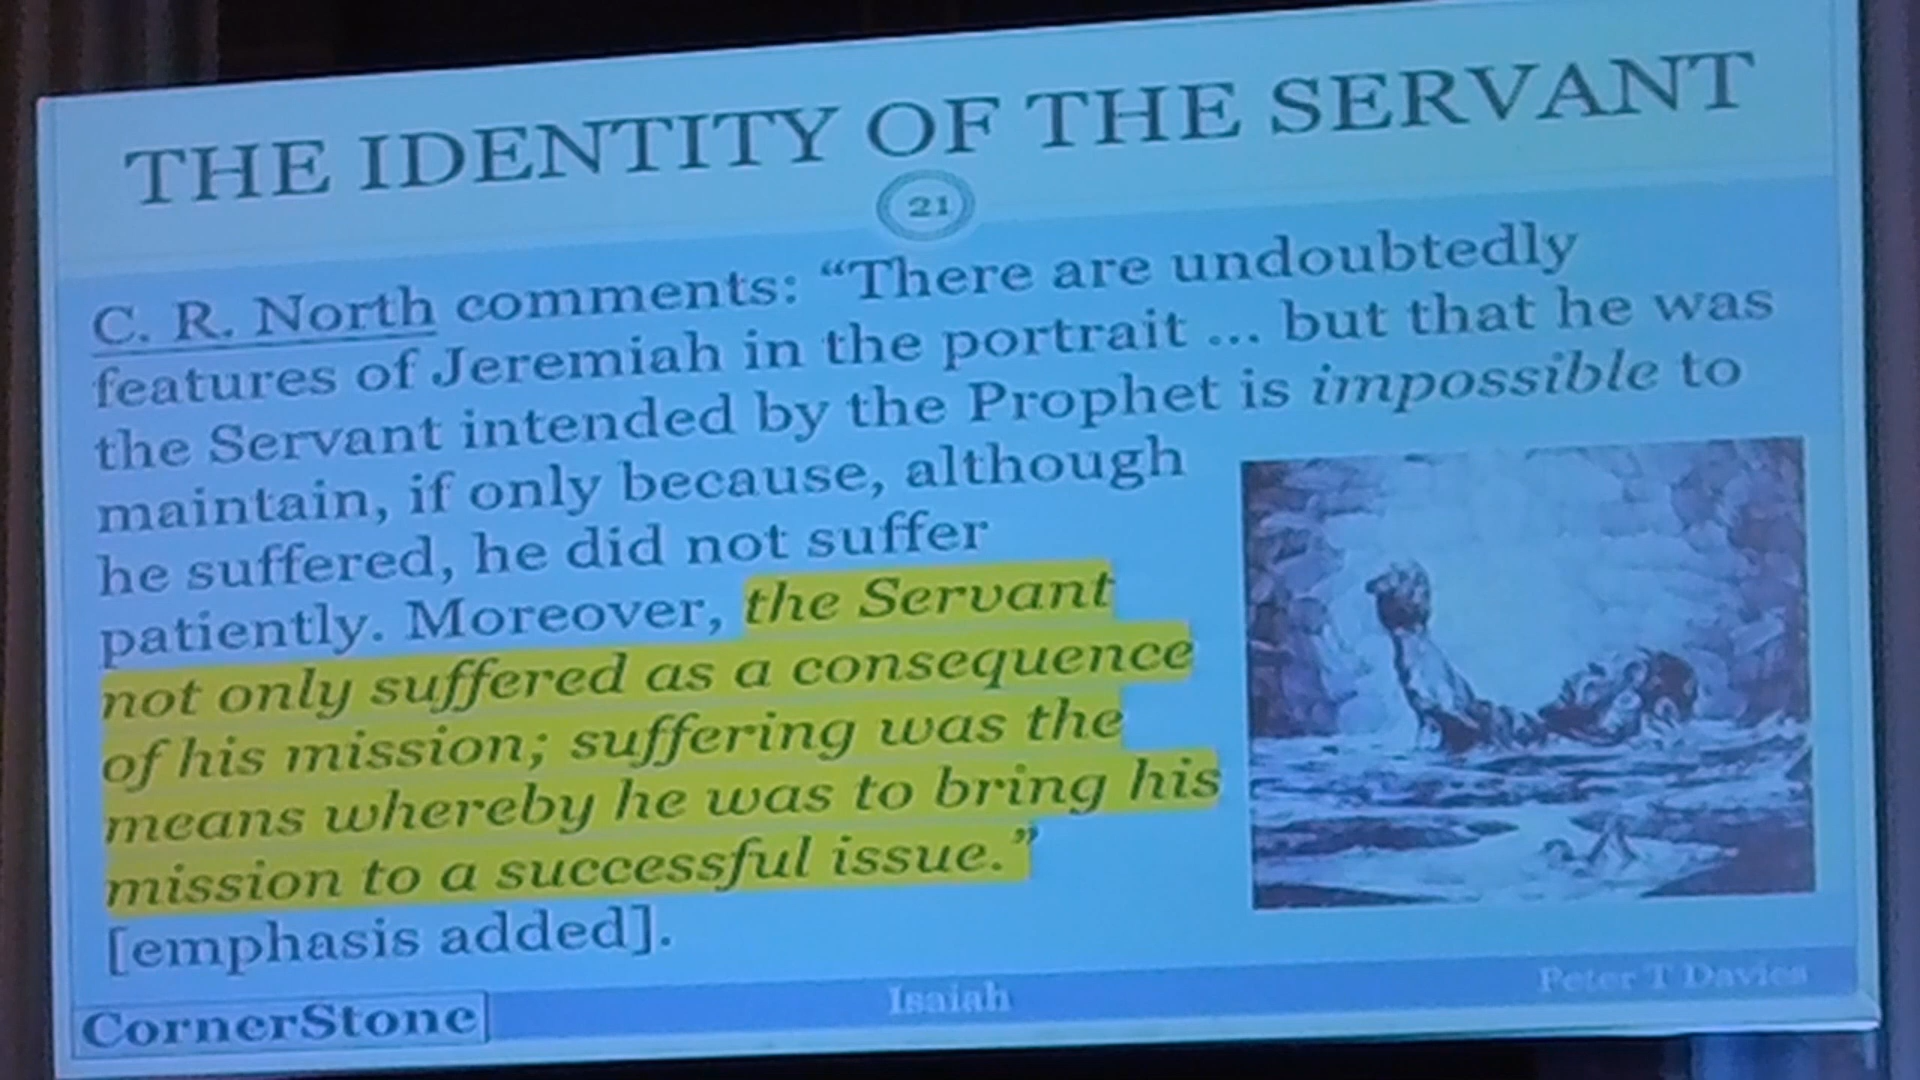 THE IDENTITY OF THE SERVANT
21
C. R. North comments: “There are undoubtedly
features of Jeremiah in the portrait ... but that he was
the Servant intended by the Prophet is impossible to
maintain, if only because, although
he suffered, he did not suffer
patiently. Moreover, the Servant
not only suffered as a consequence
of his mission; suffering was the
means whereby he was to bring his
mission to a successful issue.”
[emphasis added].
CornerStone
Isaiah
Peter T Davies